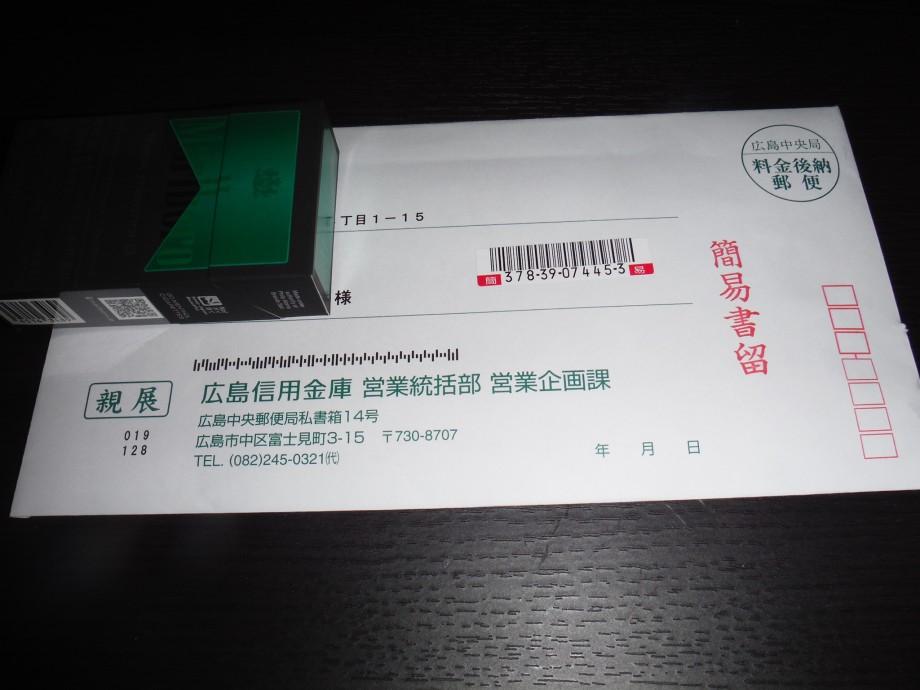 広島中央局
料金後納
郵便
丁目1－15
簡 378-39-07445-3 易
様
簡易書留
親展
広島信用金庫 営業統括部 営業企画課
広島中央郵便局私書箱14号
広島市中区富士見町3-15 〒730-8707
TEL. (082)245-0321㈹
019
128
年 月 日